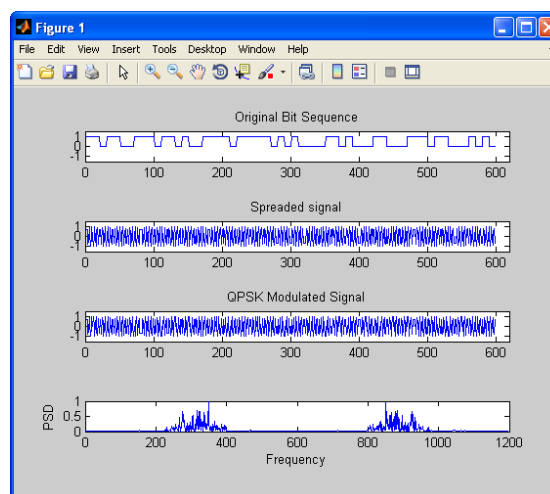 Figure 1
File Edit View Insert Tools Desktop Window Help
Original Bit Sequence
1
0
-1
0 100 200 300 400 500 600
Spreaded signal
1
0
-1
0 100 200 300 400 500 600
QPSK Modulated Signal
1
0
-1
0 100 200 300 400 500 600
PSD
1
0.5
0
0 200 400 600 800 1000 1200
Frequency